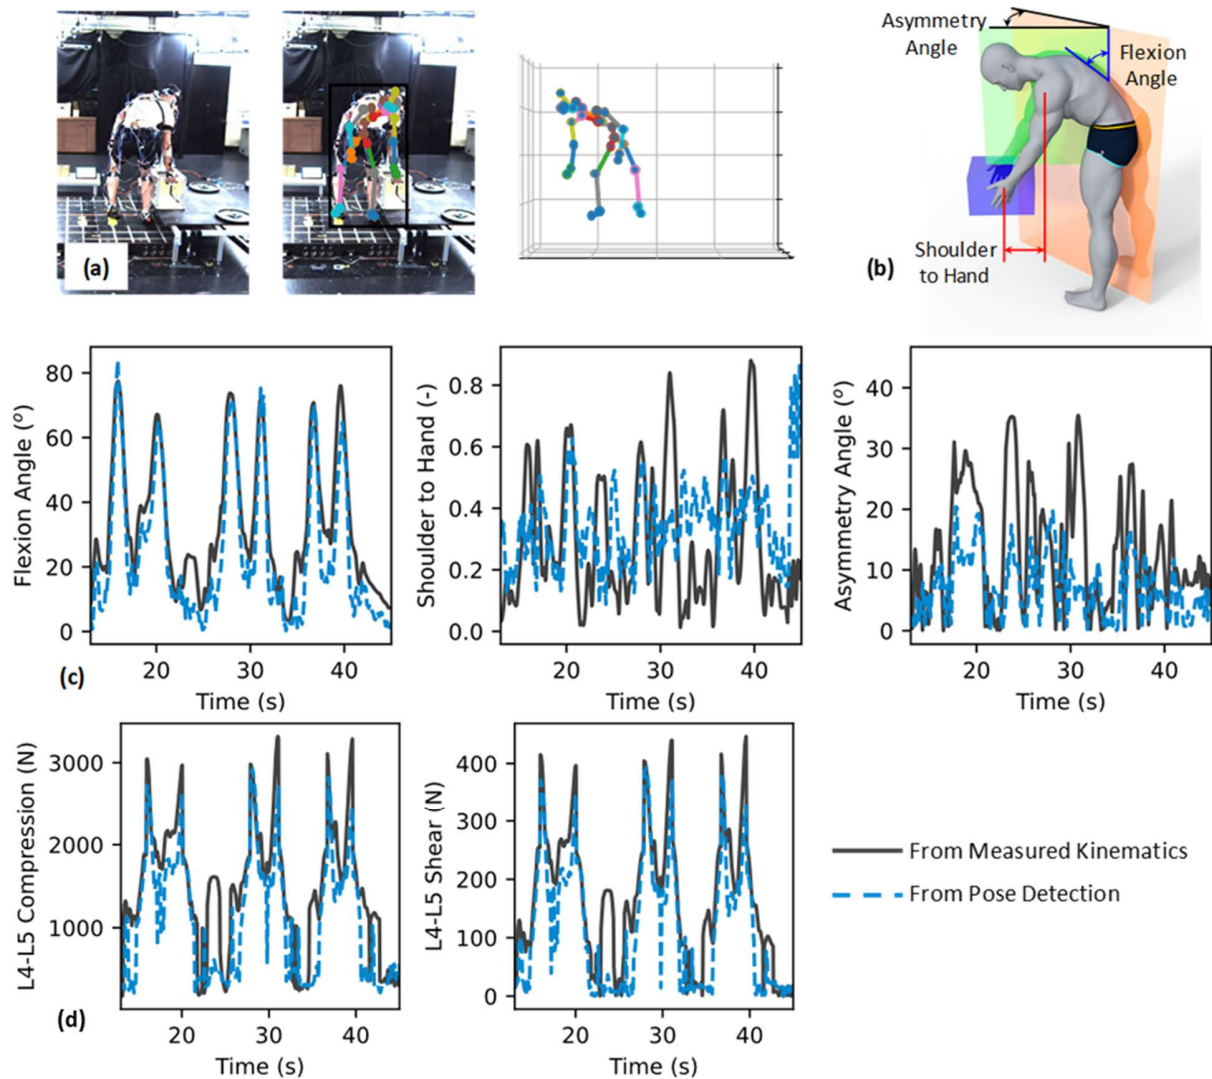 (a)
Asymmetry
Angle
Flexion
Angle
Shoulder
to Hand
(b)
Flexion Angle (º)
80
60
40
20
0
20
30
40
Time (s)
Shoulder to Hand (-)
0.8
0.6
0.4
0.2
0.0
20
30
40
Time (s)
Asymmetry Angle (º)
40
30
20
10
0
20
30
40
Time (s)
(c)
L4-L5 Compression (N)
3000
2000
1000
20
30
40
Time (s)
L4-L5 Shear (N)
400
300
200
100
0
20
30
40
Time (s)
(d)
From Measured Kinematics
From Pose Detection